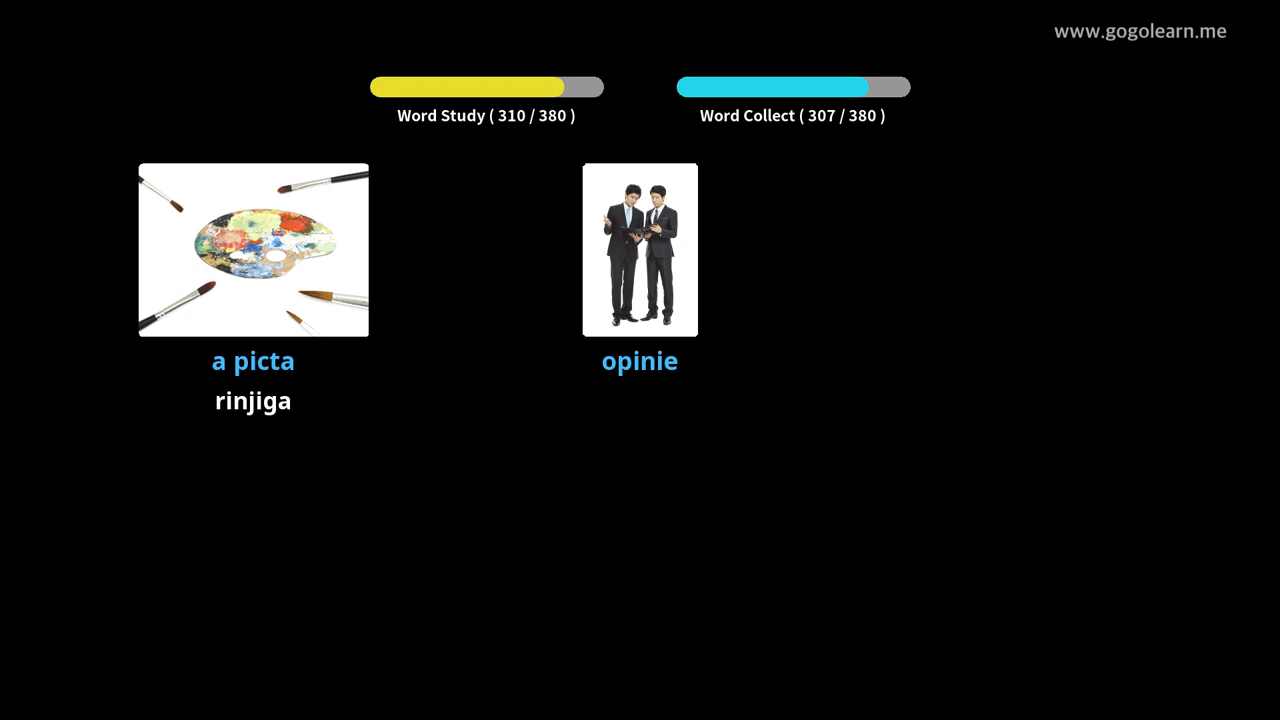 www.gogolearn.me
Word Study ( 310 / 380 )
Word Collect ( 307 / 380 )
a picta
rinjiga
opinie